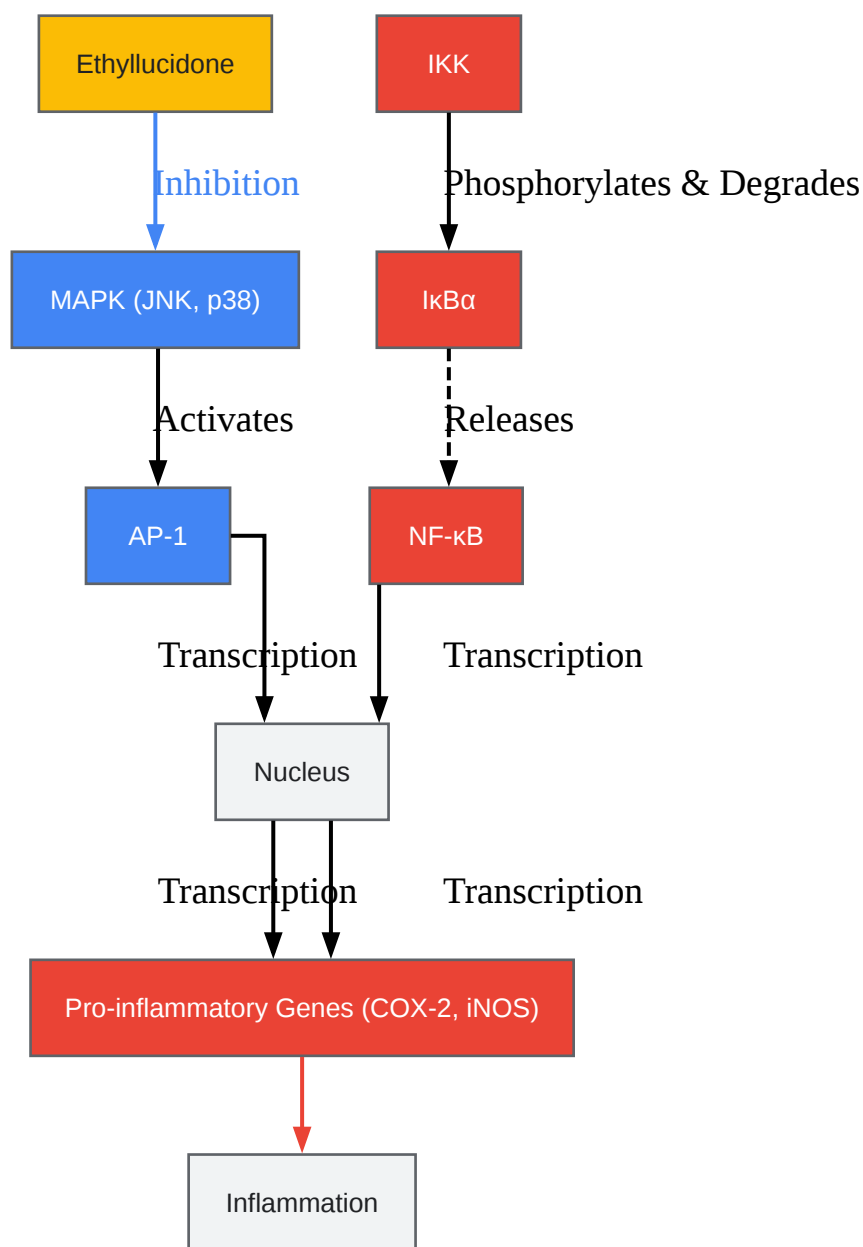 Ethyllucidone
IKK
Inhibition
Phosphorylates & Degrades
MAPK (JNK, p38)
IκBα
Activates
Releases
AP-1
NF-κB
Transcription
Transcription
Nucleus
Transcription
Transcription
Pro-inflammatory Genes (COX-2, iNOS)
Inflammation